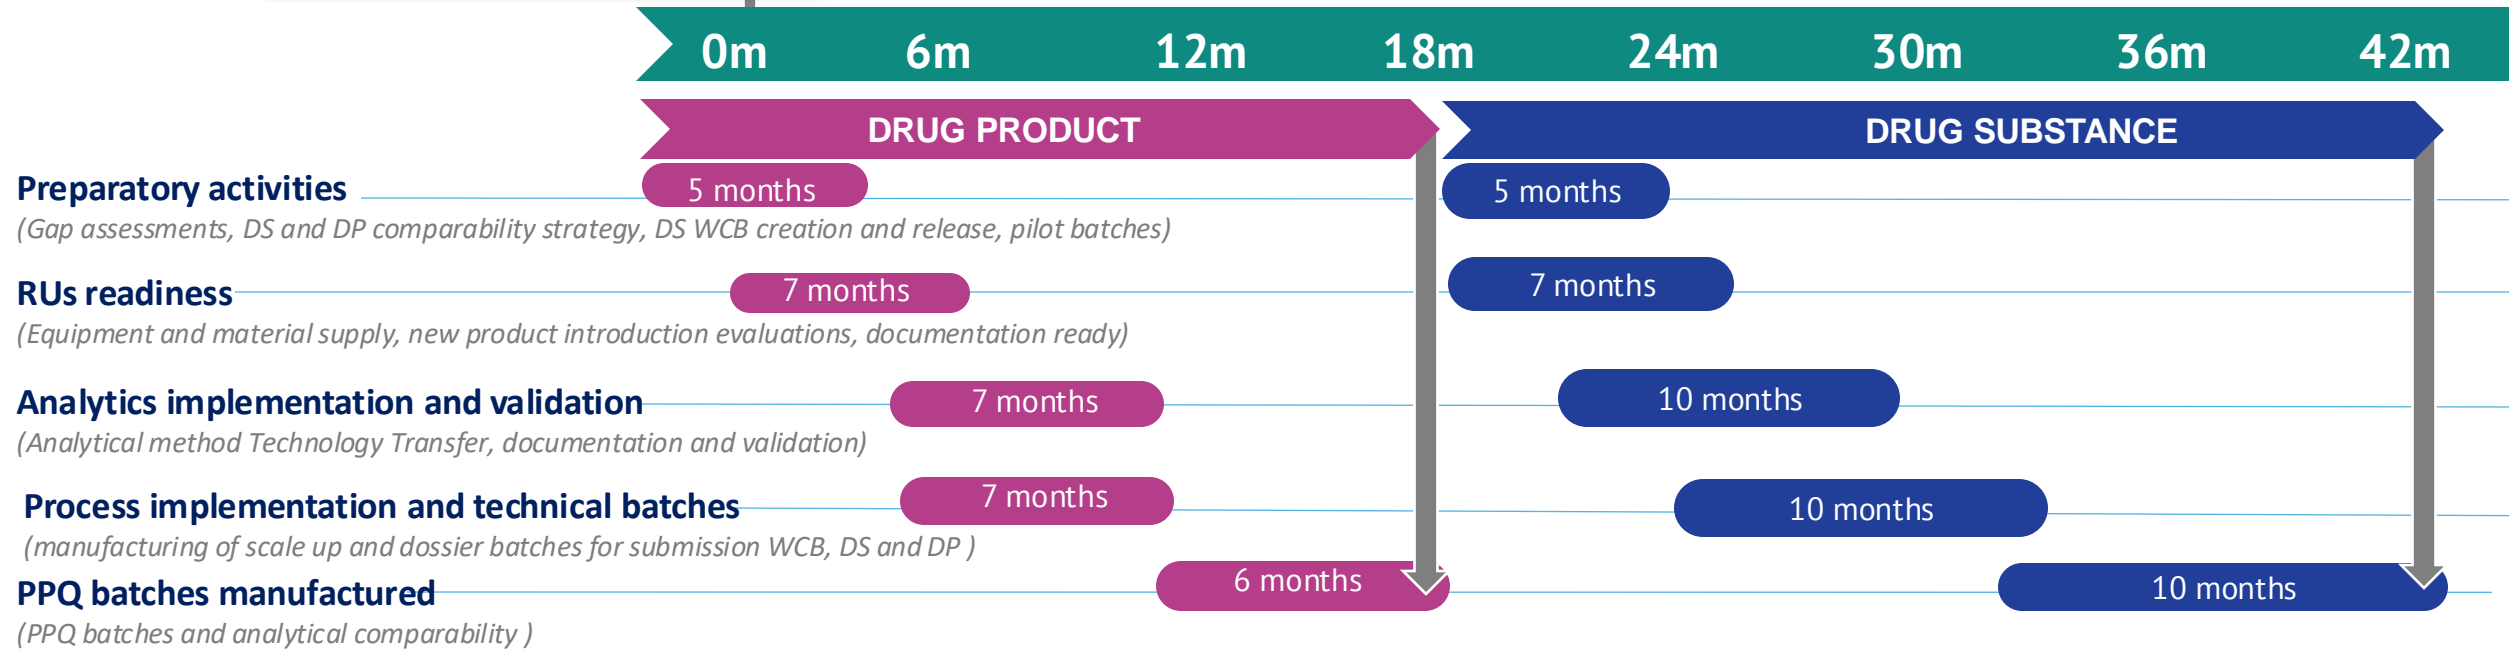 0m 6m 12m 18m 24m 30m 36m 42m
DRUG PRODUCT DRUG SUBSTANCE
Preparatory activities 5 months 5 months
(Gap assessments, DS and DP comparability strategy, DS WCB creation and release, pilot batches)
RUs readiness 7 months 7 months
(Equipment and material supply, new product introduction evaluations, documentation ready)
Analytics implementation and validation 7 months 10 months
(Analytical method Technology Transfer, documentation and validation)
Process implementation and technical batches 7 months 10 months
(manufacturing of scale up and dossier batches for submission WCB, DS and DP )
PPQ batches manufactured 6 months 10 months
(PPQ batches and analytical comparability )